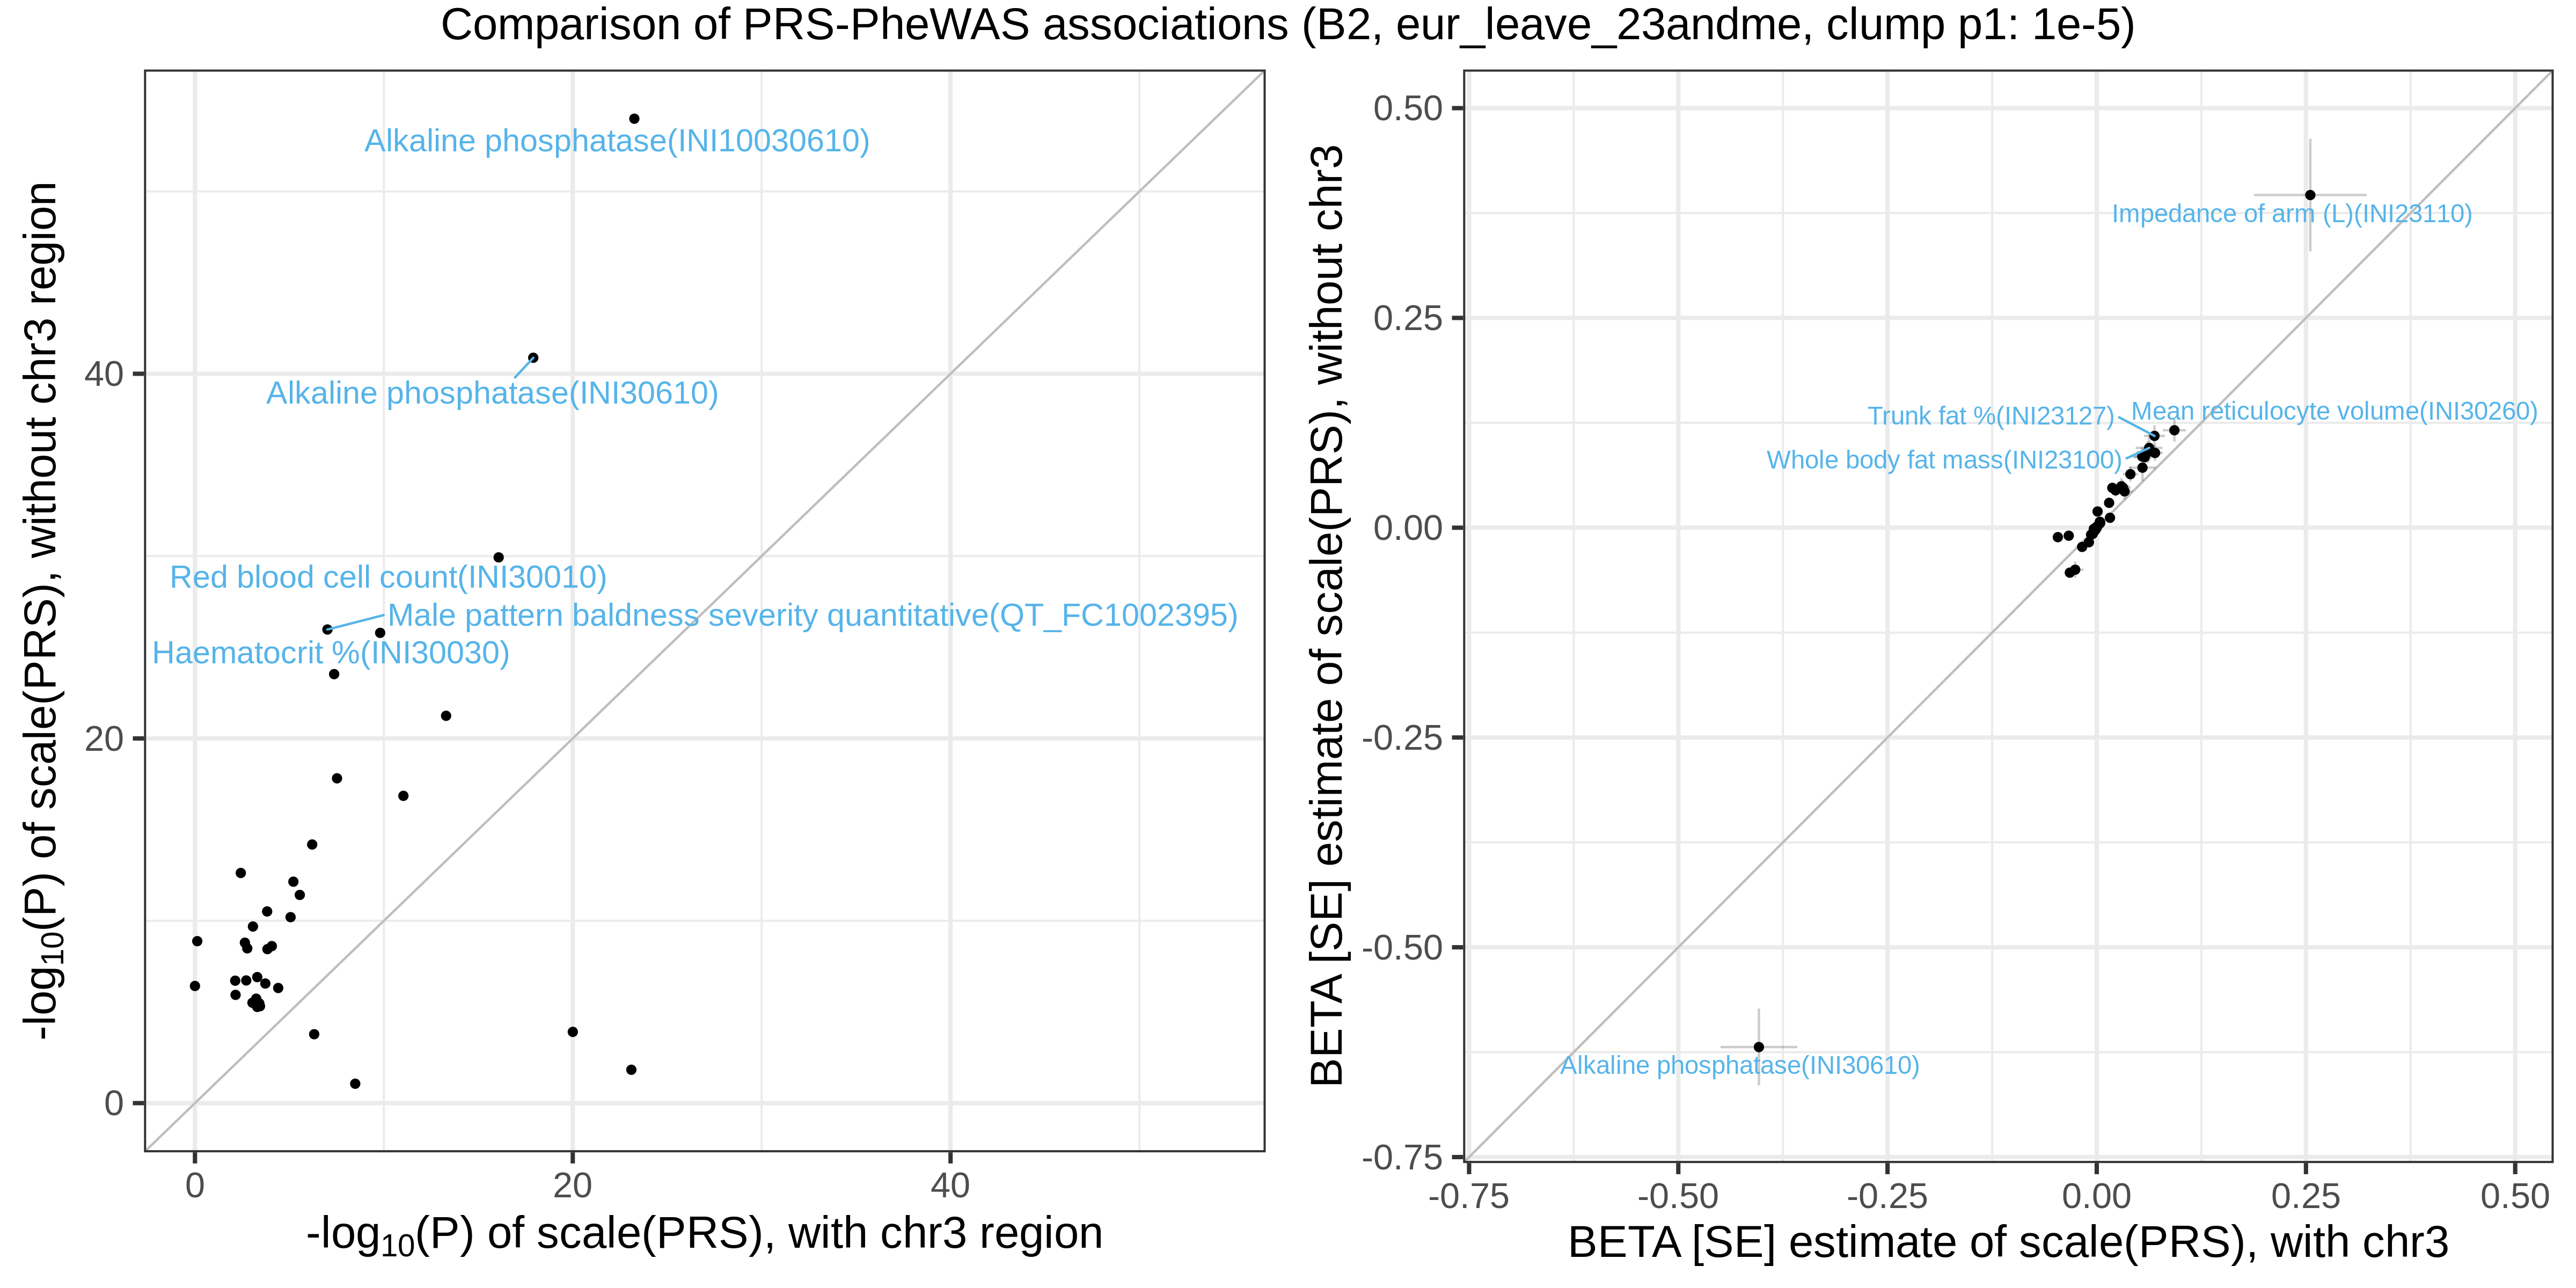 Comparison of PRS-PheWAS associations (B2, eur_leave_23andme, clump p1: 1e-5)
-log10(P) of scale(PRS), without chr3 region
40
20
0
Alkaline phosphatase(INI10030610)
Alkaline phosphatase(INI30610)
Red blood cell count(INI30010)
Male pattern baldness severity quantitative(QT_FC1002395)
Haematocrit %(INI30030)
0 20 40
-log10(P) of scale(PRS), with chr3 region
BETA [SE] estimate of scale(PRS), without chr3
0.50
0.25
0.00
-0.25
-0.50
-0.75
Impedance of arm (L)(INI23110)
Trunk fat %(INI23127)
Mean reticulocyte volume(INI30260)
Whole body fat mass(INI23100)
Alkaline phosphatase(INI30610)
-0.75 -0.50 -0.25 0.00 0.25 0.50
BETA [SE] estimate of scale(PRS), with chr3